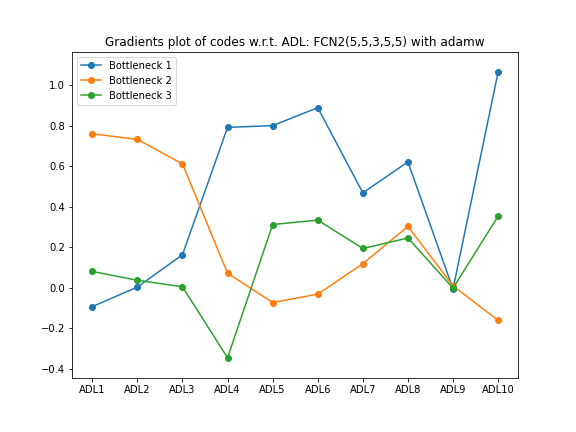 Gradients plot of codes w.r.t. ADL: FCN2(5,5,3,5,5) with adamw
Bottleneck 1
Bottleneck 2
Bottleneck 3
1.0
0.8
0.6
0.4
0.2
0.0
−0.2
−0.4
ADL1 ADL2 ADL3 ADL4 ADL5 ADL6 ADL7 ADL8 ADL9 ADL10